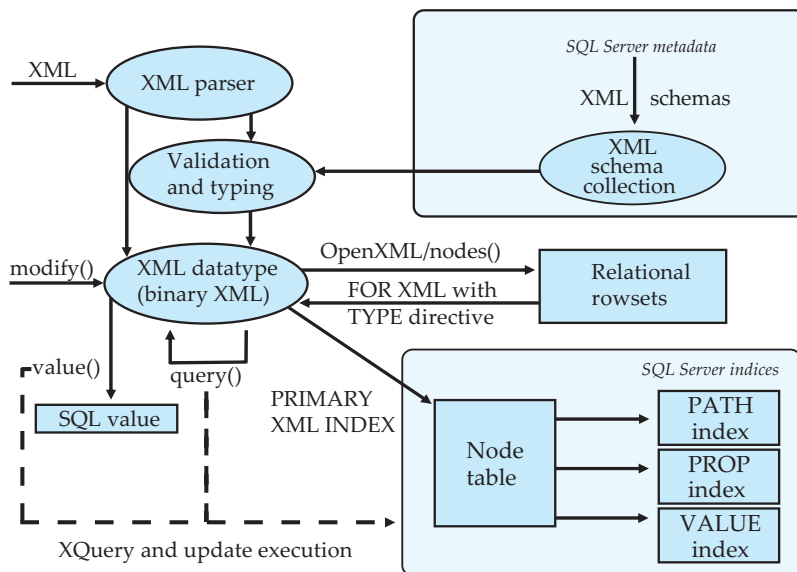 SQL Server metadata
XML
XML parser
XML schemas
Validation
and typing
XML
schema
collection
modify()
XML datatype
(binary XML)
OpenXML/nodes()
FOR XML with
TYPE directive
Relational
rowsets
value()
query()
SQL value
PRIMARY
XML INDEX
SQL Server indices
Node
table
PATH
index
PROP
index
VALUE
index
XQuery and update execution